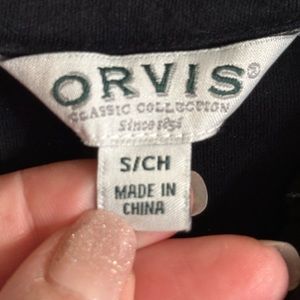 ORVIS®
CLASSIC COLLECTION
Since 1856
S/CH
MADE IN
CHINA